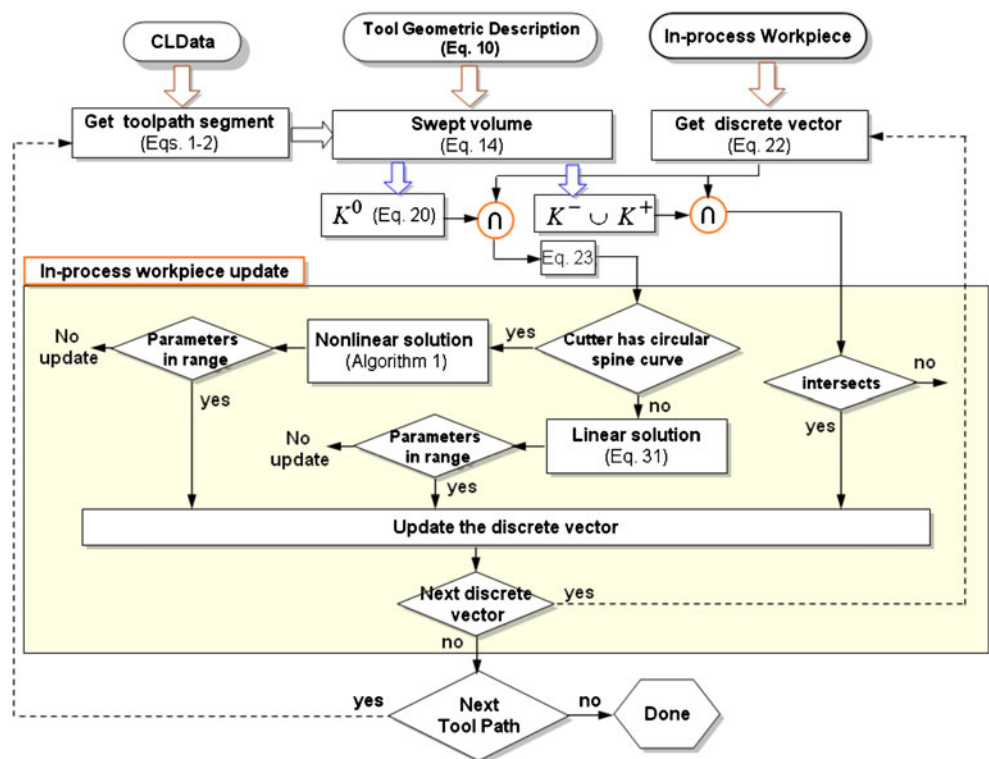 CLData
Tool Geometric Description
(Eq. 10)
In-process Workpiece
Get toolpath segment
(Eqs. 1-2)
Swept volume
(Eq. 14)
Get discrete vector
(Eq. 22)
K⁰ (Eq. 20)
∩
K⁻ ∪ K⁺
∩
Eq. 23
In-process workpiece update
No
update
Parameters
in range
Nonlinear solution
(Algorithm 1)
yes
Cutter has circular
spine curve
intersects
no
yes
no
yes
No
update
Parameters
in range
Linear solution
(Eq. 31)
yes
Update the discrete vector
Next discrete
vector
yes
no
yes
Next
Tool Path
no
Done